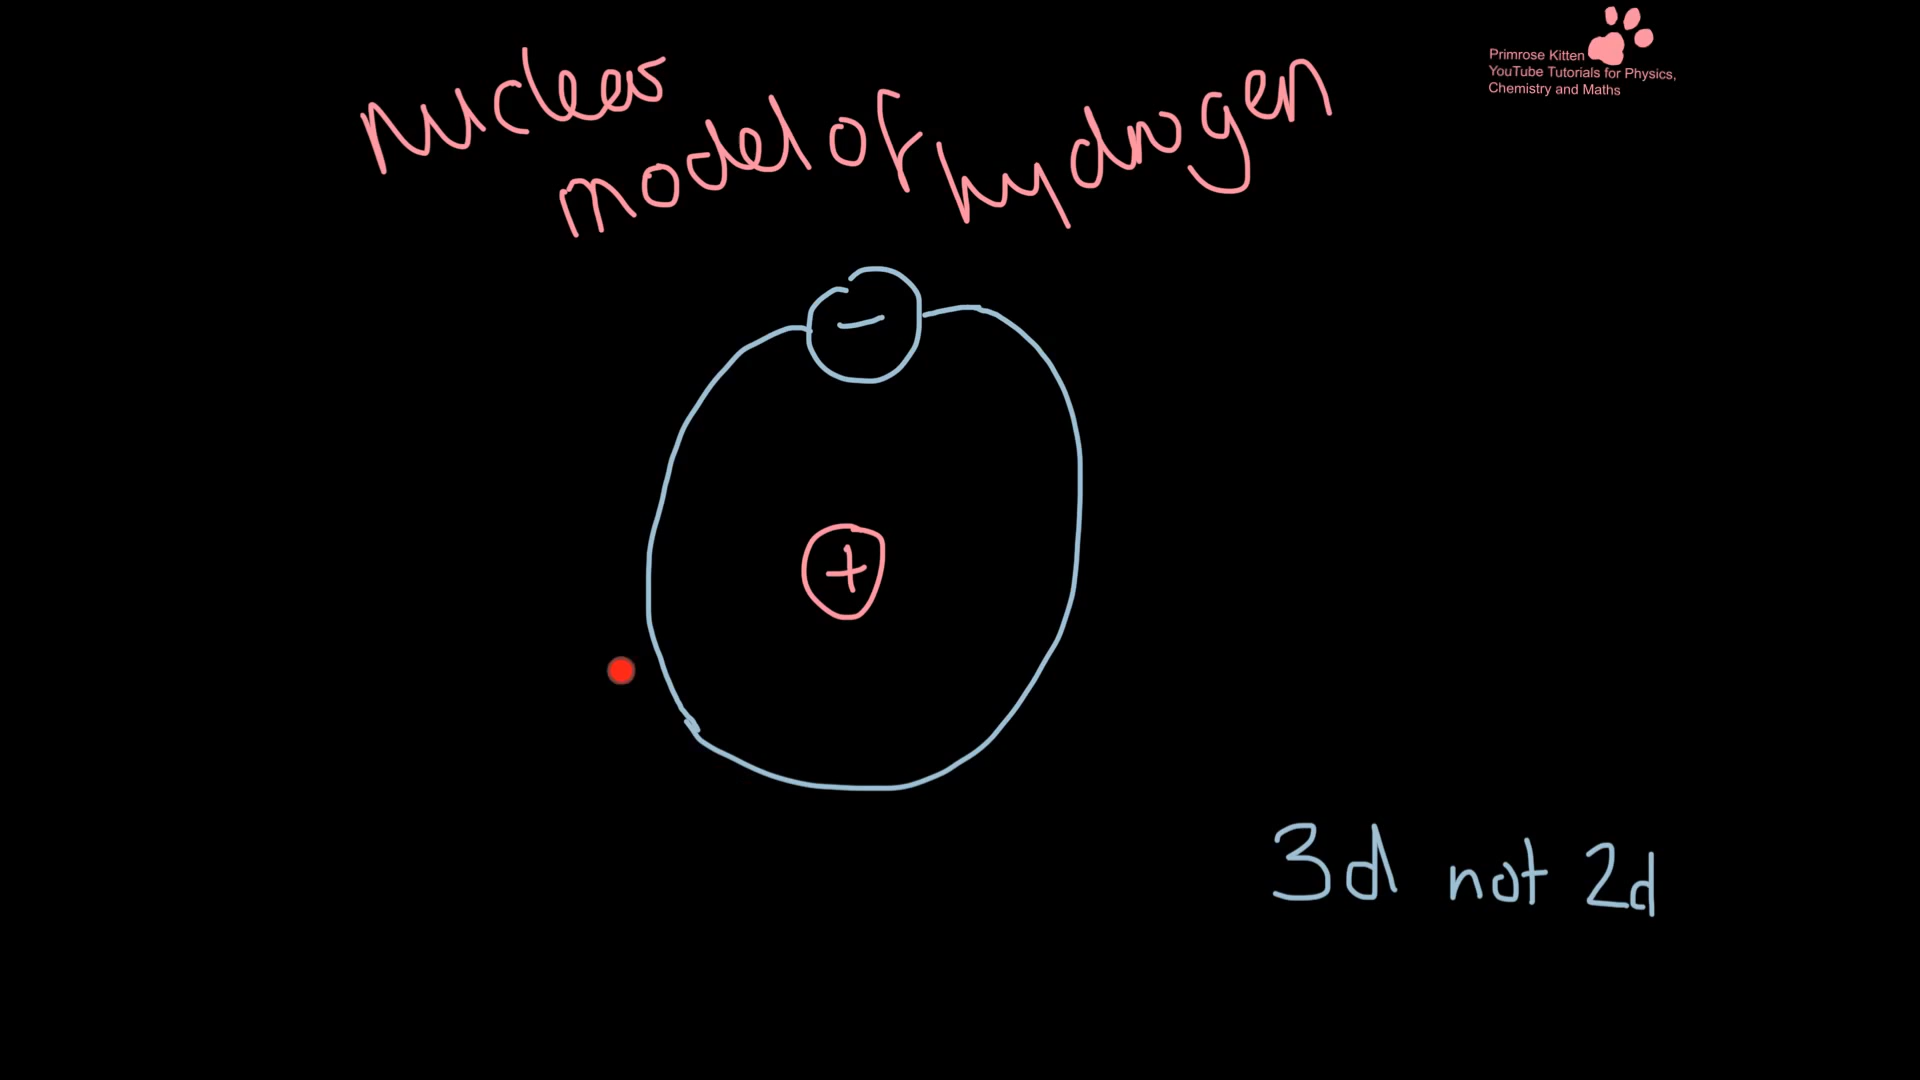 nuclear
model of hydrogen
Primrose Kitten
YouTube Tutorials for Physics,
Chemistry and Maths
-
+
3d not 2d